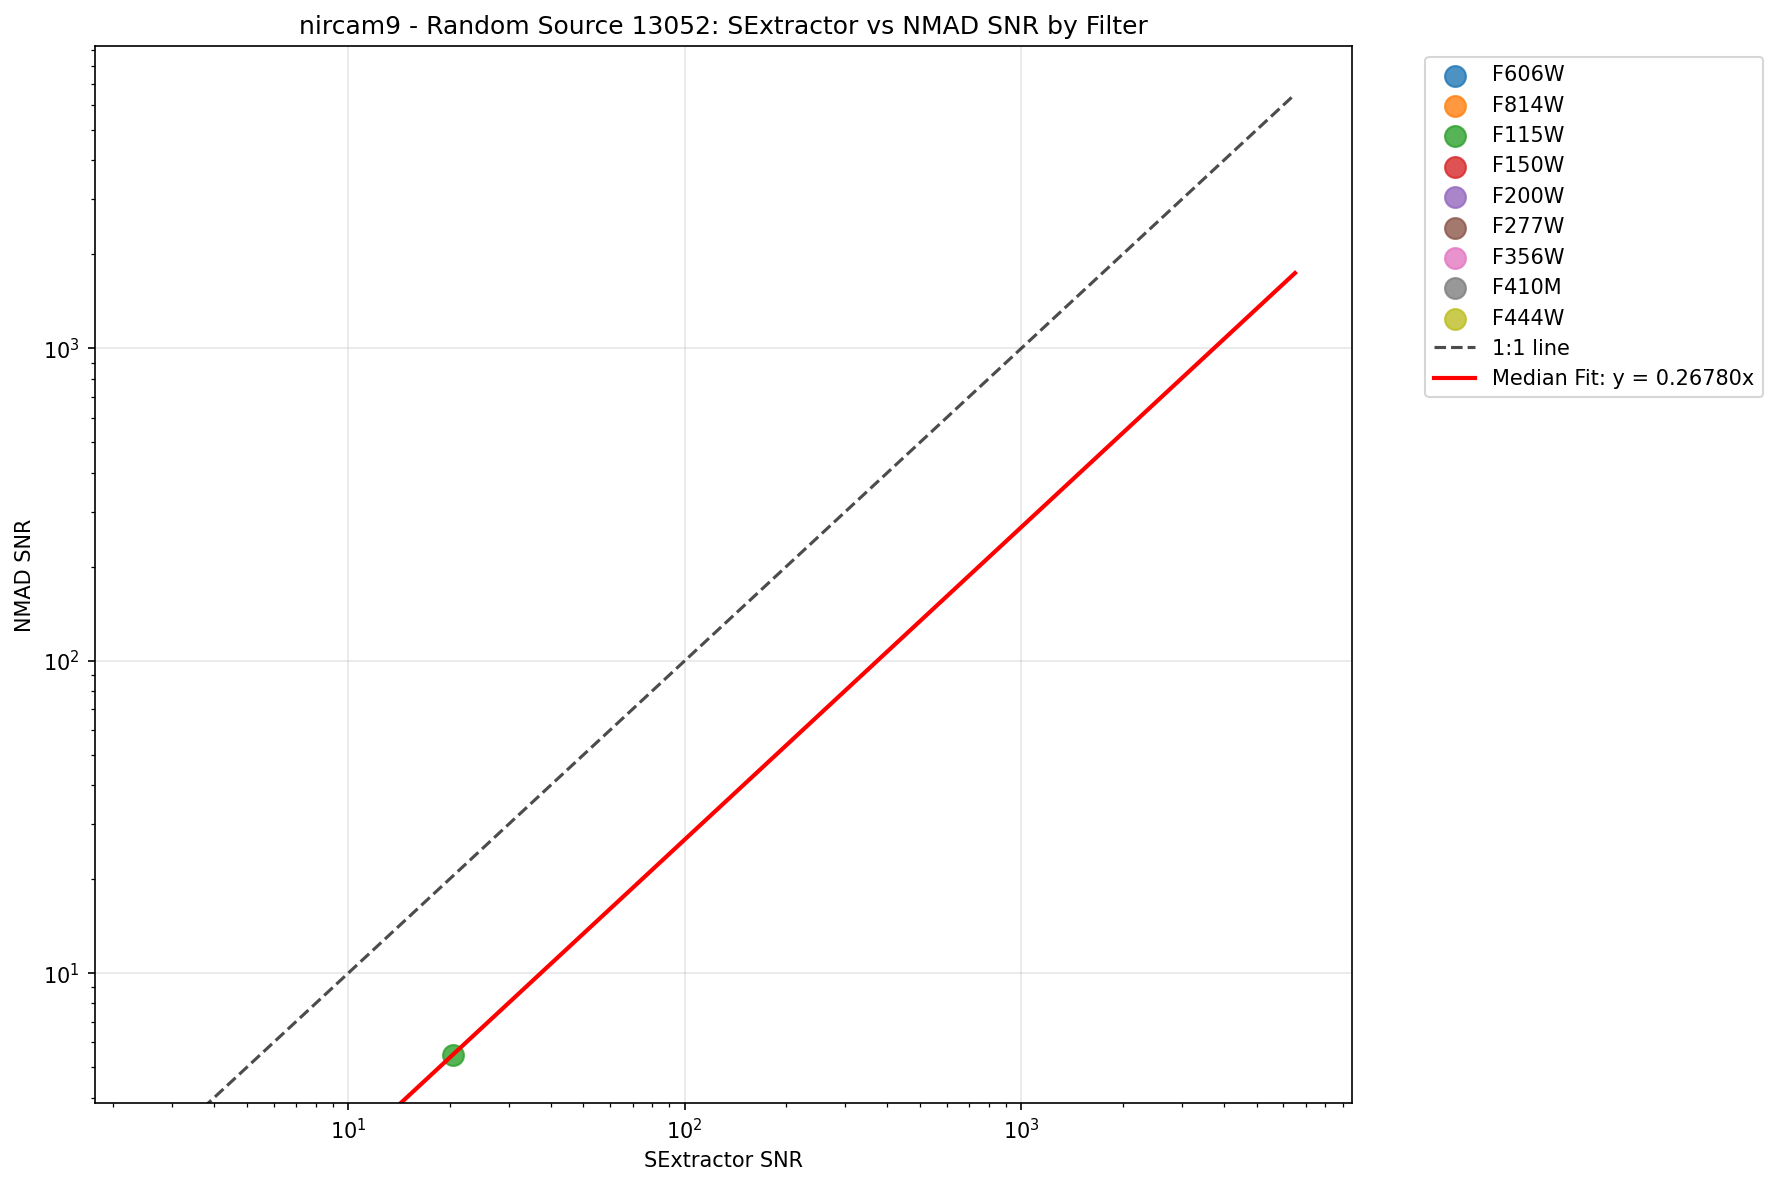 nircam9 - Random Source 13052: SExtractor vs NMAD SNR by Filter
NMAD SNR
10³
10²
10¹
10¹
10²
10³
SExtractor SNR
F606W
F814W
F115W
F150W
F200W
F277W
F356W
F410M
F444W
1:1 line
Median Fit: y = 0.26780x